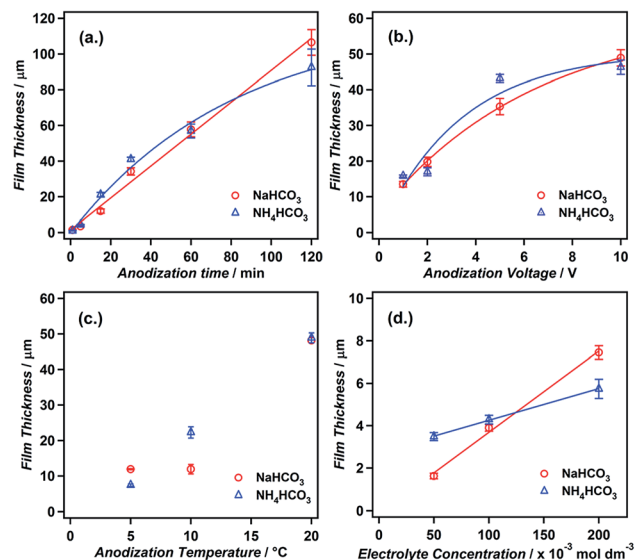 (a.)
120
100
80
60
40
20
0
Film Thickness / μm
NaHCO₃
NH₄HCO₃
0 20 40 60 80 100 120
Anodization time / min
(b.)
60
50
40
30
20
10
0
Film Thickness / μm
NaHCO₃
NH₄HCO₃
0 2 4 6 8 10
Anodization Voltage / V
(c.)
60
50
40
30
20
10
0
Film Thickness / μm
NaHCO₃
NH₄HCO₃
0 5 10 15 20
Anodization Temperature / °C
(d.)
10
8
6
4
2
0
Film Thickness / μm
NaHCO₃
NH₄HCO₃
0 50 100 150 200
Electrolyte Concentration / x 10⁻³ mol dm⁻³